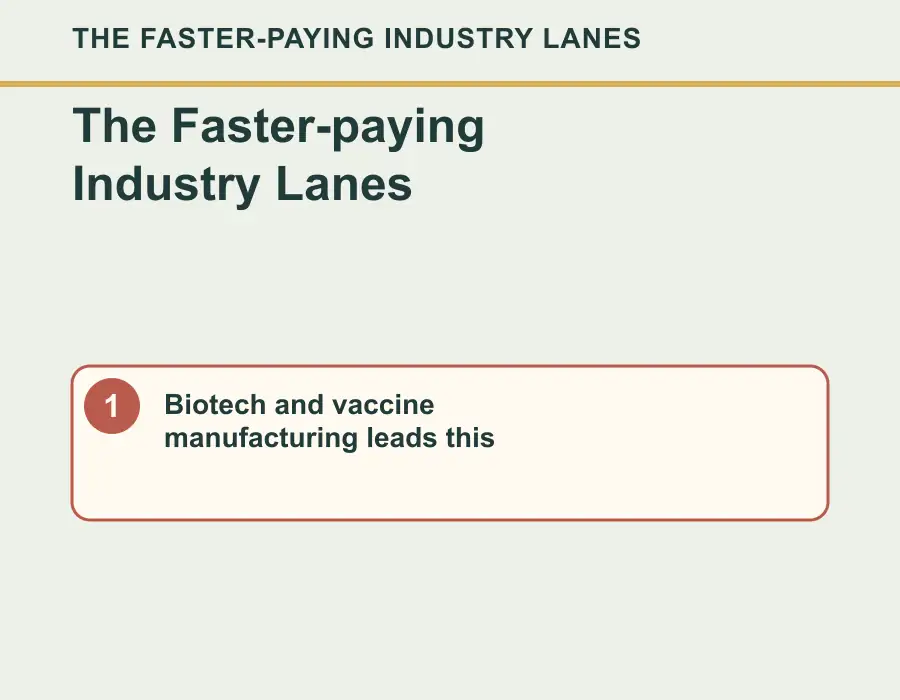 THE FASTER-PAYING INDUSTRY LANES
The Faster-paying
Industry Lanes
1
Biotech and vaccine
manufacturing leads this